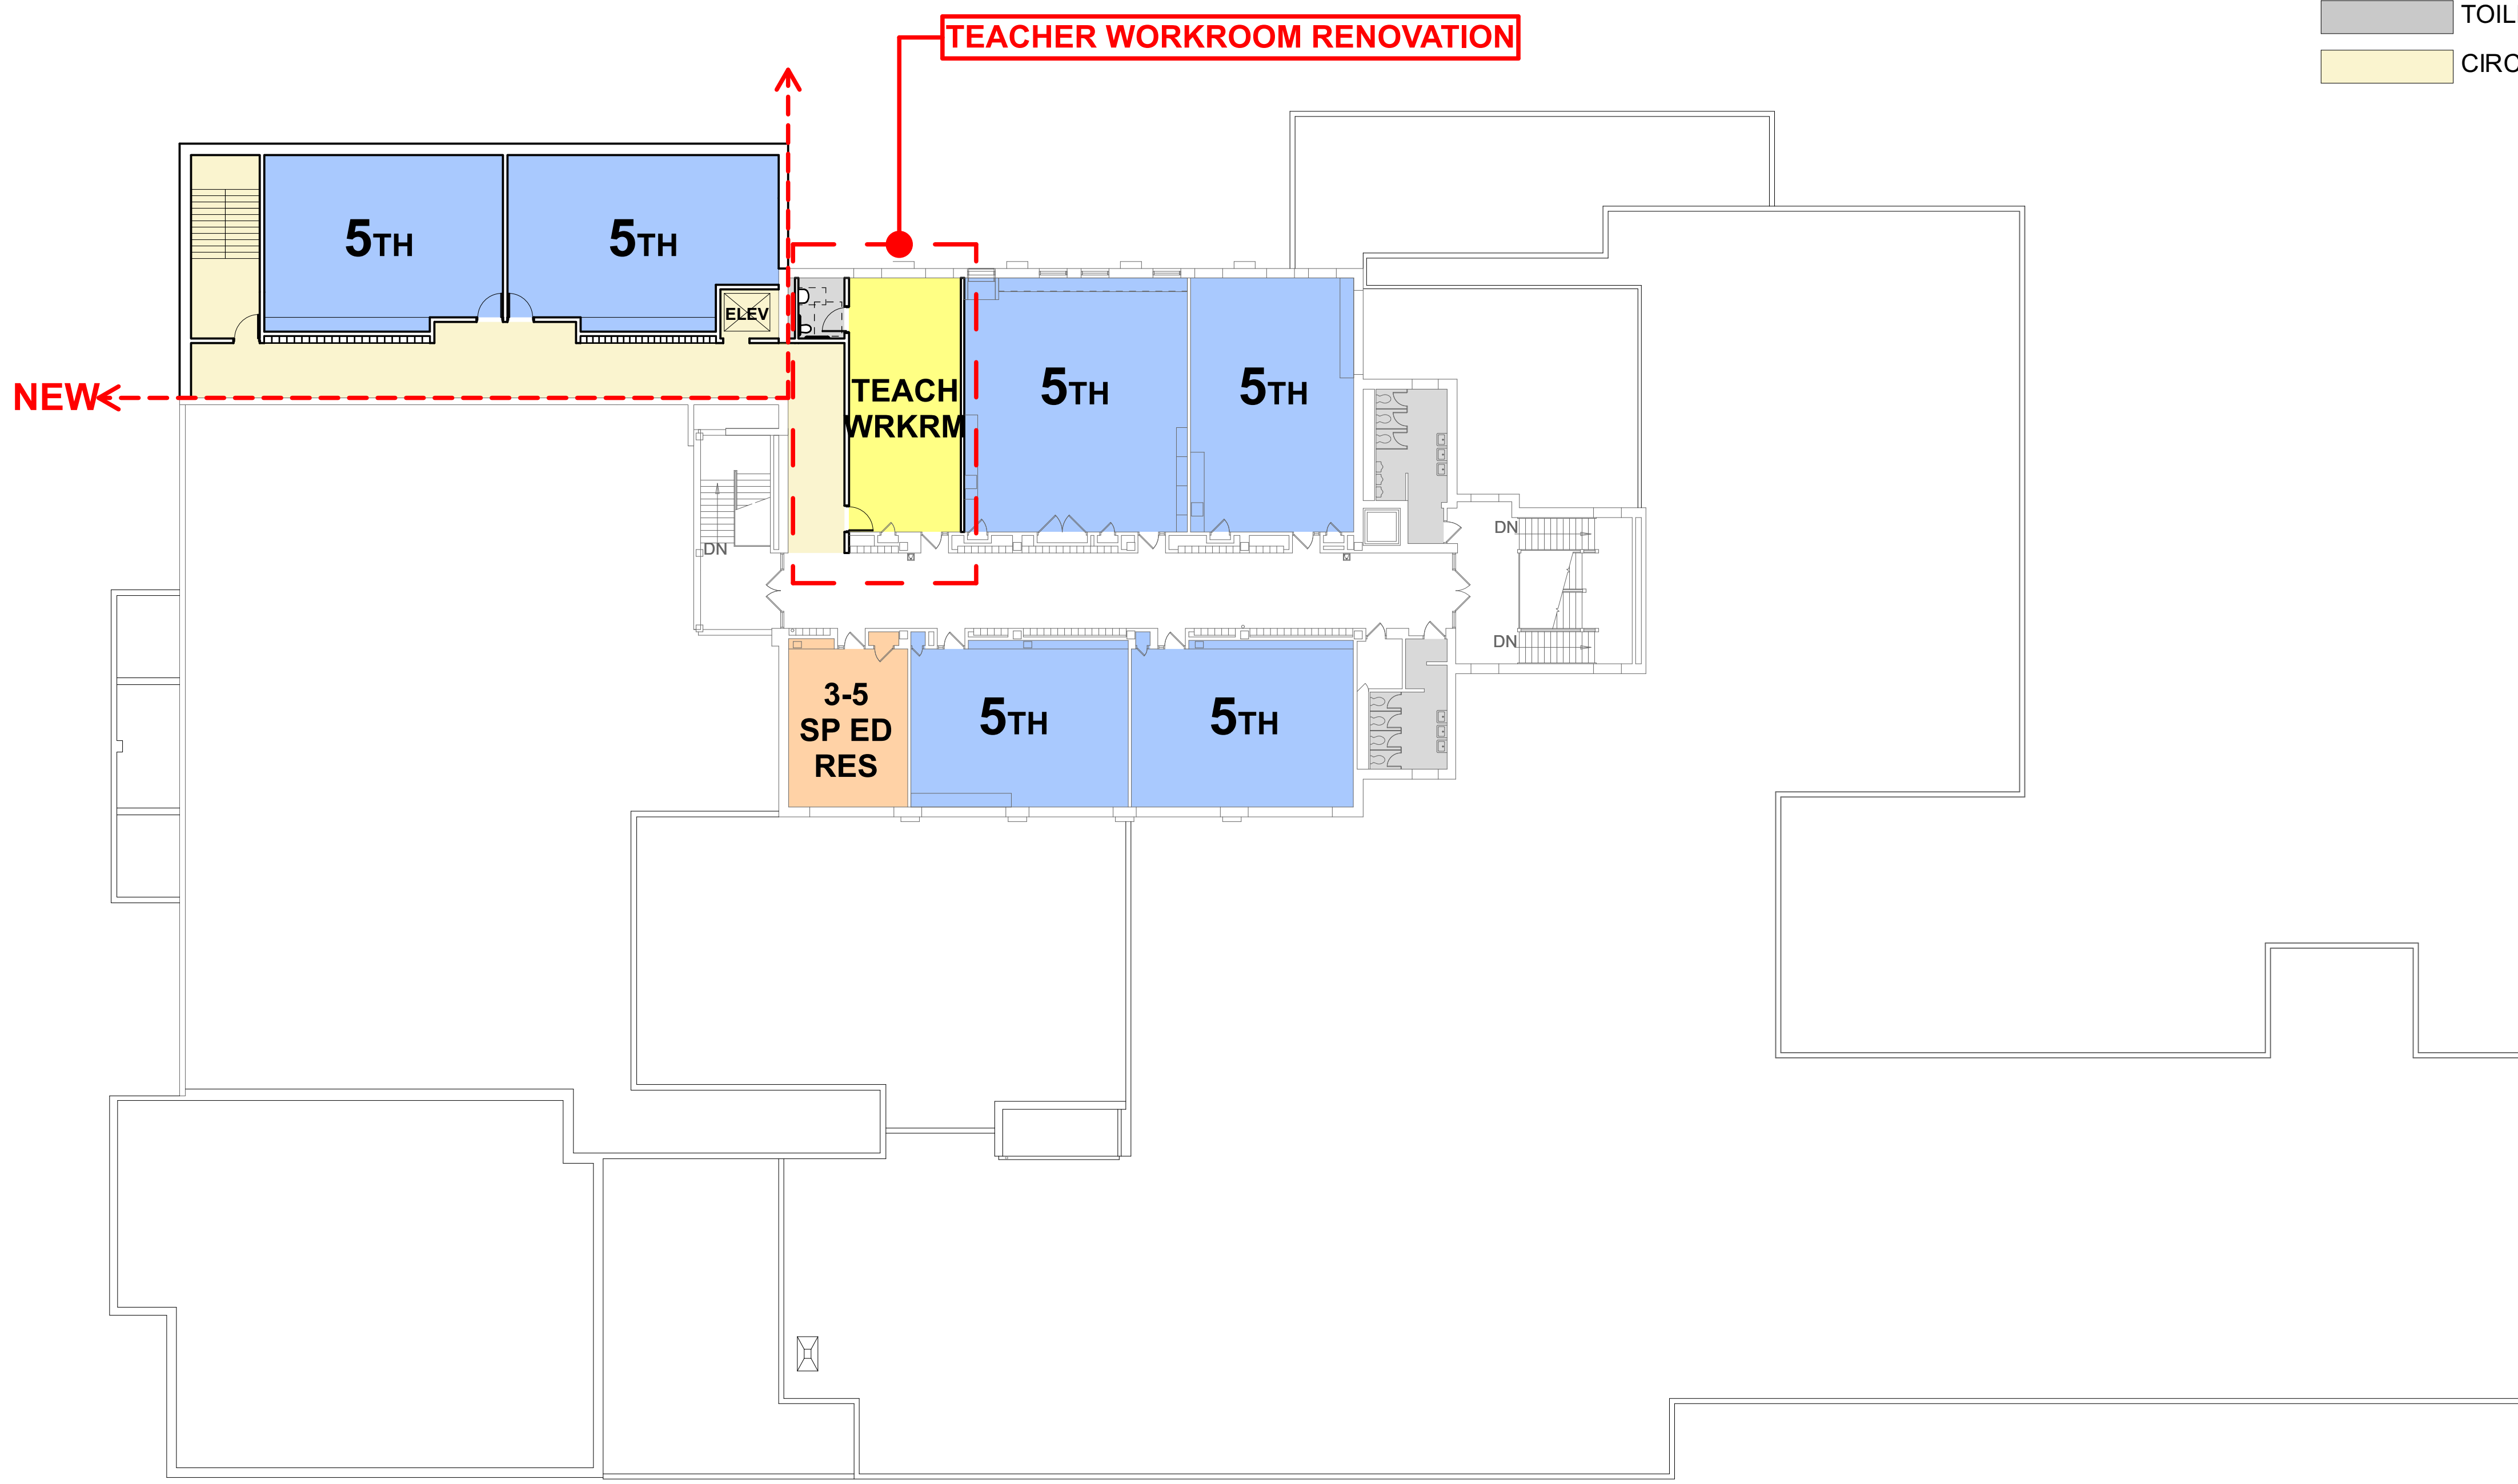 TOIL
TEACHER WORKROOM RENOVATION
CIRC
5TH
5TH
ELEV
NEW
TEACH
WRKRM
5TH
5TH
DN
DN
DN
3-5
SP ED
RES
5TH
5TH